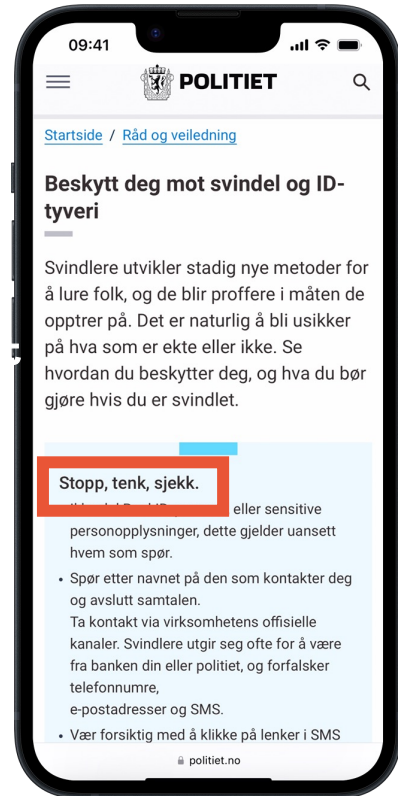 09:41
POLITIET
Startside / Råd og veiledning
Beskytt deg mot svindel og ID-
tyveri
Svindlere utvikler stadig nye metoder for
å lure folk, og de blir proffere i måten de
opptrer på. Det er naturlig å bli usikker
på hva som er ekte eller ikke. Se
hvordan du beskytter deg, og hva du bør
gjøre hvis du er svindlet.
Stopp, tenk, sjekk.
eller sensitive
personopplysninger, dette gjelder uansett
hvem som spør.
• Spør etter navnet på den som kontakter deg
og avslutt samtalen.
Ta kontakt via virksomhetens offisielle
kanaler. Svindlere utgir seg ofte for å være
fra banken din eller politiet, og forfalsker
telefonnumre,
e-postadresser og SMS.
• Vær forsiktig med å klikke på lenker i SMS
politiet.no